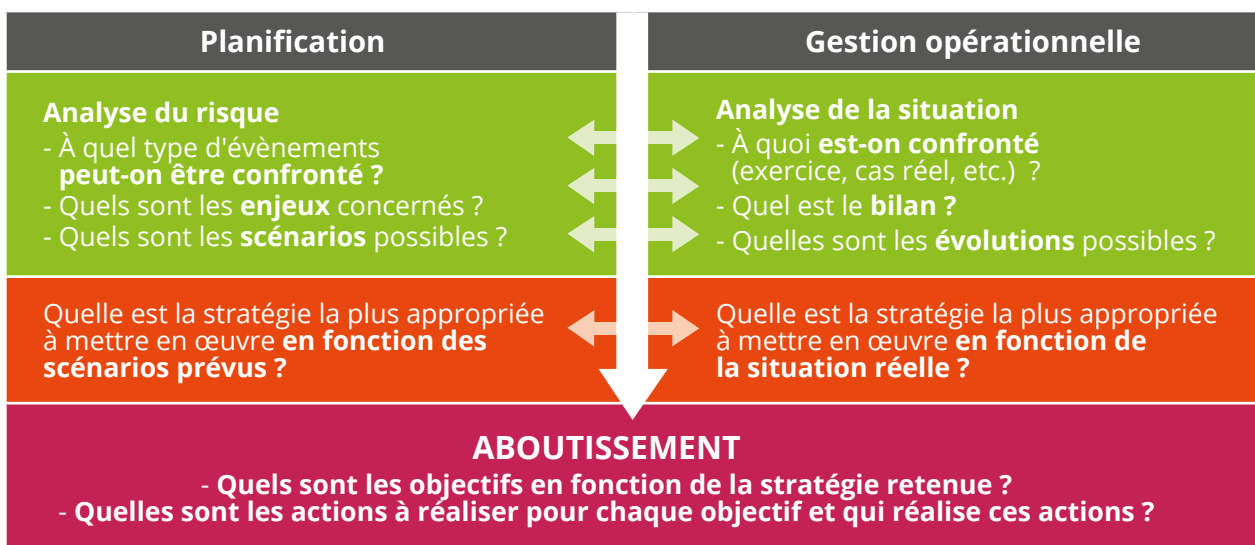 Planification
Analyse du risque
- À quel type d'évènements
peut-on être confronté ?
- Quels sont les enjeux concernés ?
- Quels sont les scénarios possibles ?
Quelle est la stratégie la plus appropriée
à mettre en œuvre en fonction des
scénarios prévus ?
Gestion opérationnelle
Analyse de la situation
- À quoi est-on confronté
(exercice, cas réel, etc.) ?
- Quel est le bilan ?
- Quelles sont les évolutions possibles ?
Quelle est la stratégie la plus appropriée
à mettre en œuvre en fonction de
la situation réelle ?
ABOUTISSEMENT
- Quels sont les objectifs en fonction de la stratégie retenue ?
- Quelles sont les actions à réaliser pour chaque objectif et qui réalise ces actions ?